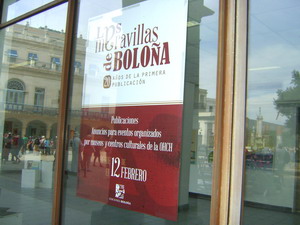 Las
maravillas
de BOLOÑA
20 AÑOS DE LA PRIMERA
PUBLICACIÓN
Publicaciones
Anuncios para eventos organizados
por museos y centros culturales de la OHCH
12 DE
FEBRERO